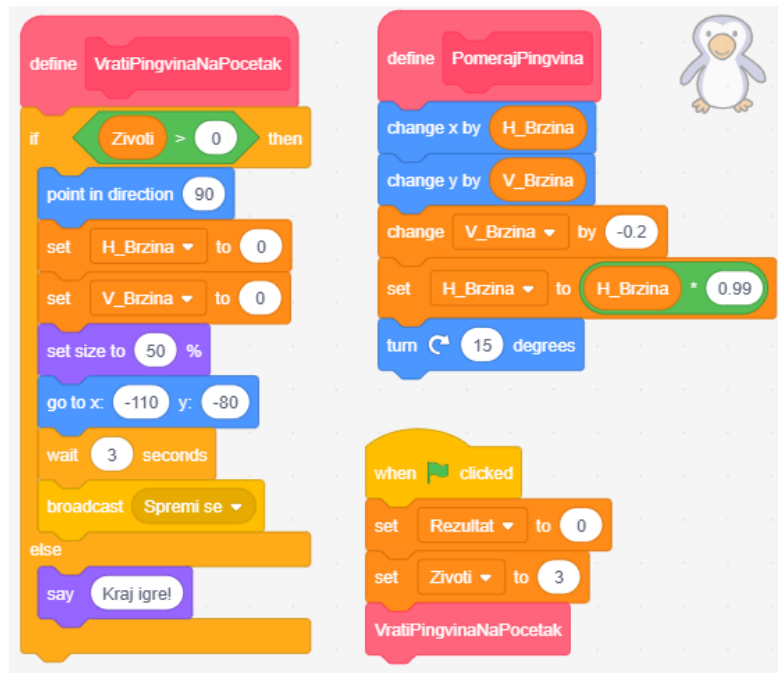 define VratiPingvinaNaPocetak
if Zivoti > 0 then
point in direction 90
set H_Brzina to 0
set V_Brzina to 0
set size to 50 %
go to x: -110 y: -80
wait 3 seconds
broadcast Spremi se
else
say Kraj igre!
define PomerajPingvina
change x by H_Brzina
change y by V_Brzina
change V_Brzina by -0.2
set H_Brzina to H_Brzina * 0.99
turn 15 degrees
when clicked
set Rezultat to 0
set Zivoti to 3
VratiPingvinaNaPocetak